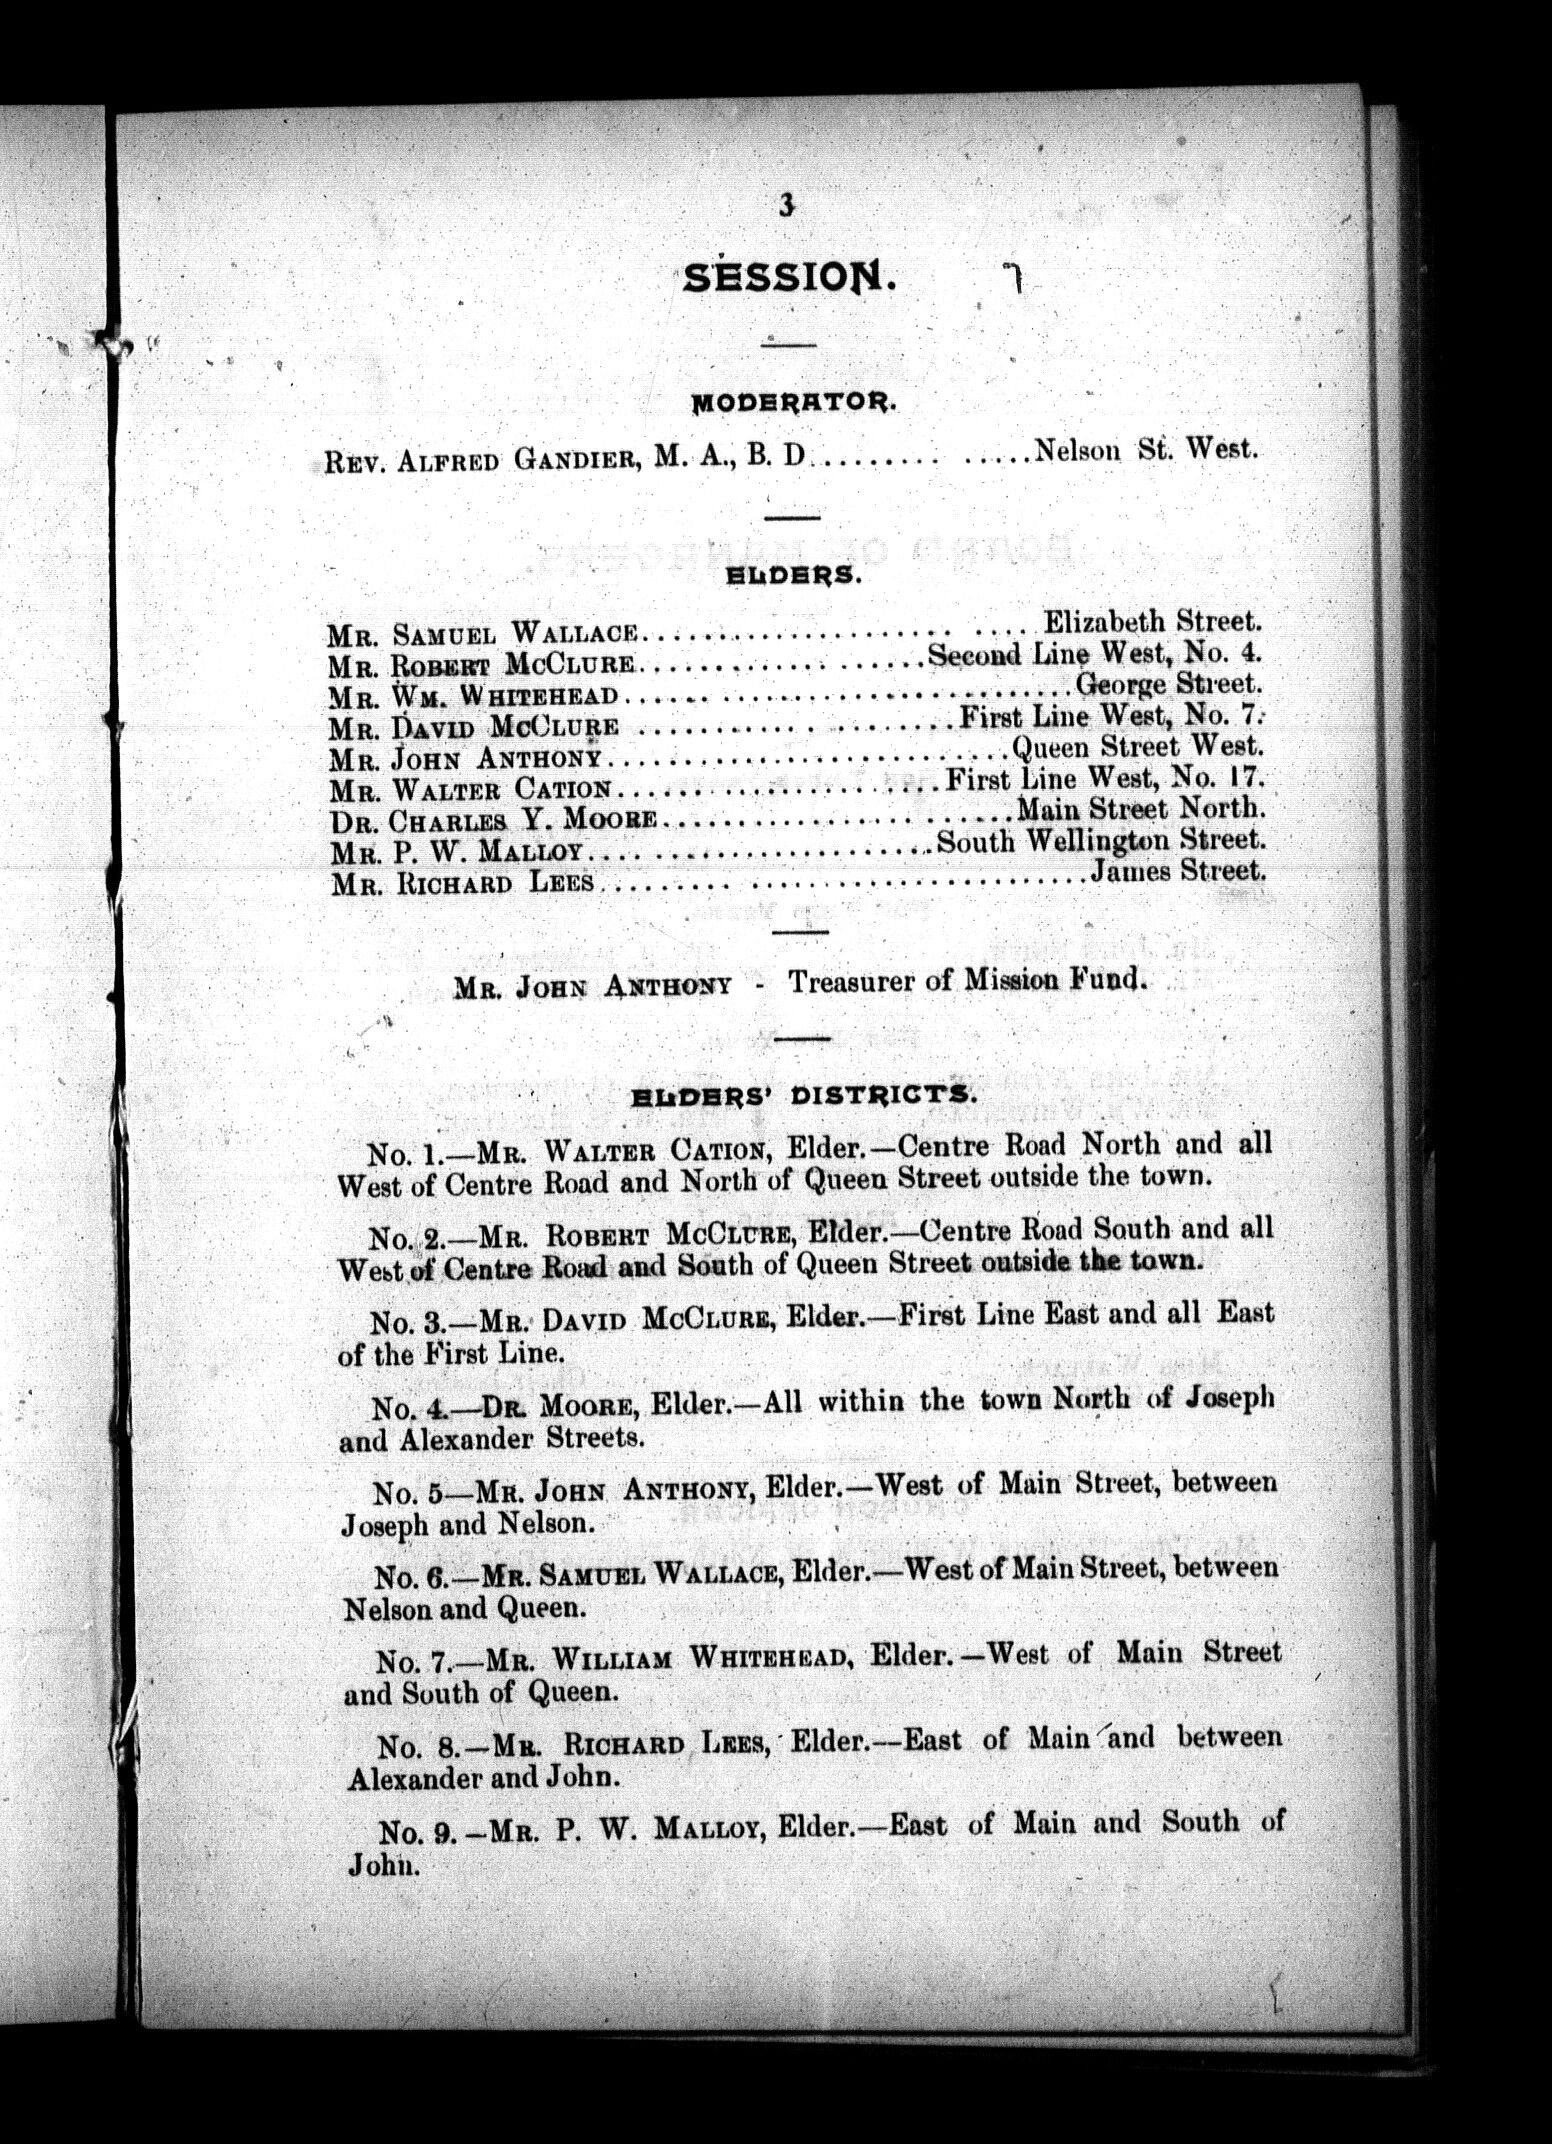 3
SESSION.
MODERATOR.
REV. ALFRED GANDIER, M. A., B. D.............. Nelson St. West.
ELDERS.
MR. SAMUEL WALLACE........................ Elizabeth Street.
MR. ROBERT MCCLURE...................Second Line West, No. 4.
MR. WM. WHITEHEAD..................................George Street.
MR. DAVID MCCLURE .......................First Line West, No. 7.
MR. JOHN ANTHONY..........................Queen Street West.
MR. WALTER CATION.....................First Line West, No. 17.
DR. CHARLES Y. MOORE.........................Main Street North.
MR. P. W. MALLOY........................South Wellington Street.
MR. RICHARD LEES....................................James Street.
MR. JOHN ANTHONY - Treasurer of Mission Fund.
ELDERS' DISTRICTS.
No. 1.—MR. WALTER CATION, Elder.—Centre Road North and all
West of Centre Road and North of Queen Street outside the town.
No. 2.—MR. ROBERT MCCLURE, Elder.—Centre Road South and all
West of Centre Road and South of Queen Street outside the town.
No. 3.—MR. DAVID MCCLURE, Elder.—First Line East and all East
of the First Line.
No. 4.—DR. MOORE, Elder.—All within the town North of Joseph
and Alexander Streets.
No. 5—MR. JOHN ANTHONY, Elder.—West of Main Street, between
Joseph and Nelson.
No. 6.—MR. SAMUEL WALLACE, Elder.—West of Main Street, between
Nelson and Queen.
No. 7.—MR. WILLIAM WHITEHEAD, Elder.—West of Main Street
and South of Queen.
No. 8.—MR. RICHARD LEES, Elder.—East of Main and between
Alexander and John.
No. 9.—MR. P. W. MALLOY, Elder.—East of Main and South of
John.